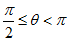 π/2 ≤ θ < π